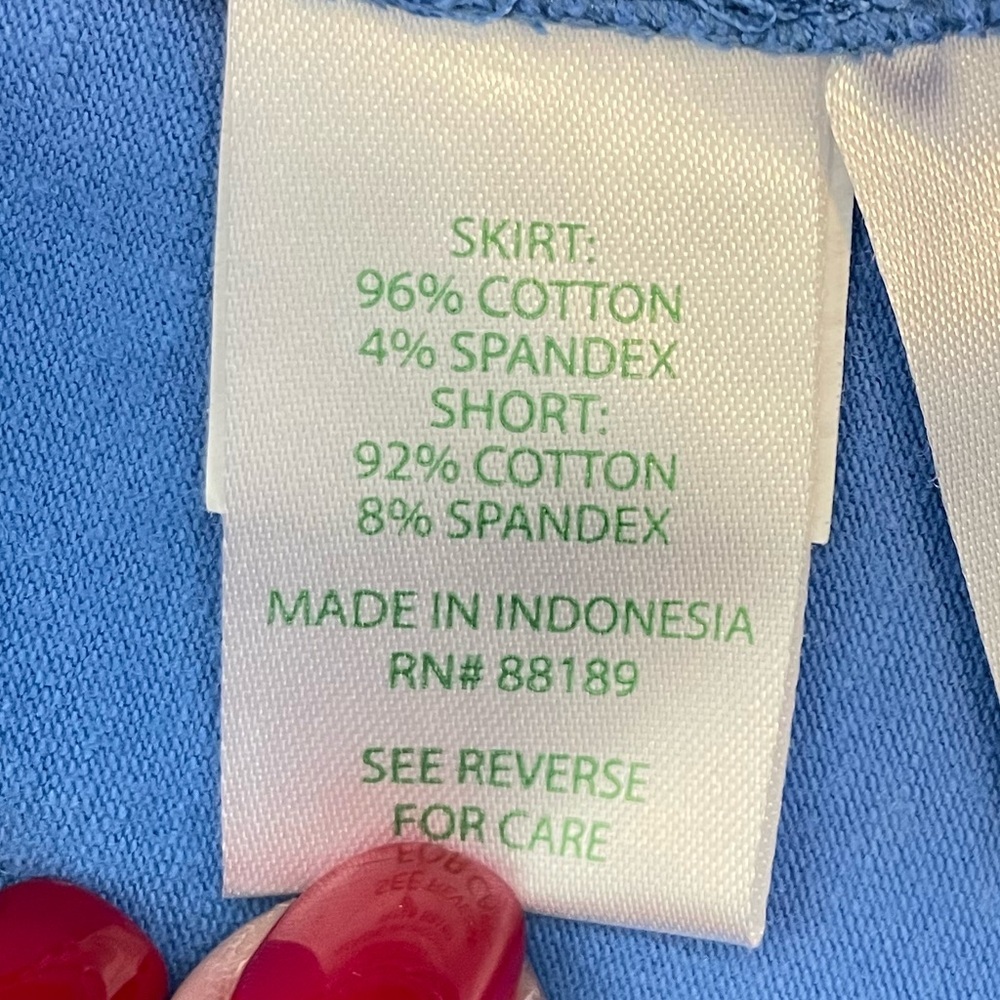 SKIRT:
96% COTTON
4% SPANDEX
SHORT:
92% COTTON
8% SPANDEX
MADE IN INDONESIA
RN# 88189
SEE REVERSE
FOR CARE